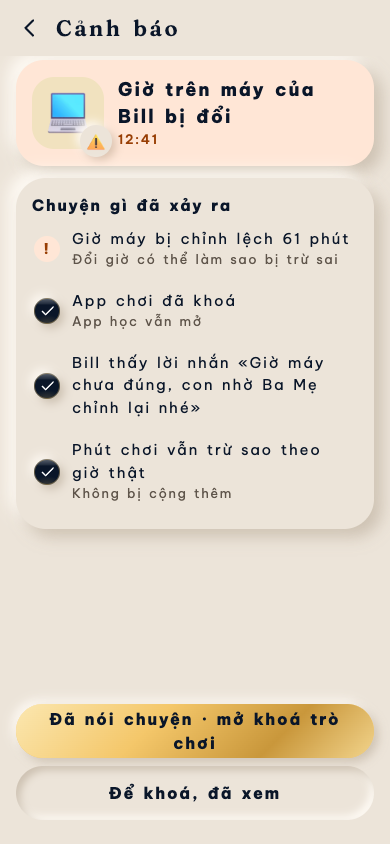 Cảnh báo
Giờ trên máy của
Bill bị đổi
12:41
Chuyện gì đã xảy ra
Giờ máy bị chỉnh lệch 61 phút
Đổi giờ có thể làm sao bị trừ sai
App chơi đã khoá
App học vẫn mở
Bill thấy lời nhắn «Giờ máy
chưa đúng, con nhờ Ba Mẹ
chỉnh lại nhé»
Phút chơi vẫn trừ sao theo
giờ thật
Không bị cộng thêm
Đã nói chuyện · mở khoá trò
chơi
Để khoá, đã xem